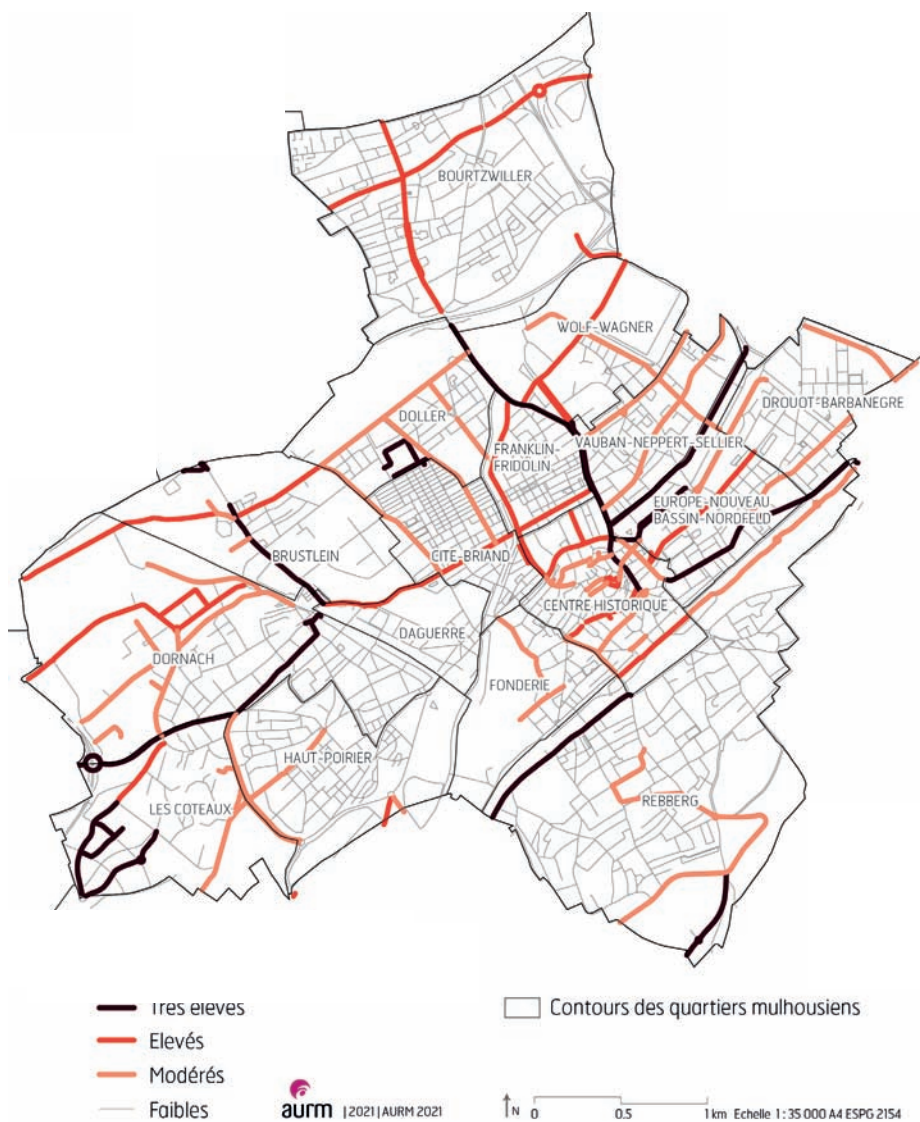 BOURTZWILLER
WOLF-WAGNER
DROUOT-BARBANEGRE
DOLLER
VAUBAN-NEPPERT-SELLIER
FRANKLIN-
FRIDOLIN
EUROPE-NOUVEAU
BASSIN-NORDFELD
BRUSTLEIN
CITE-BRIAND
CENTRE HISTORIQUE
DAGUERRE
DORNACH
FONDERIE
HAUT-POIRIER
LES COTEAUX
REBBERG
Très élevés
Elevés
Modérés
Faibles
Contours des quartiers mulhousiens
aurm | 2021 | AURM 2021
N 0 0.5 1 km Echelle 1 : 35 000 A4 ESPG 2154